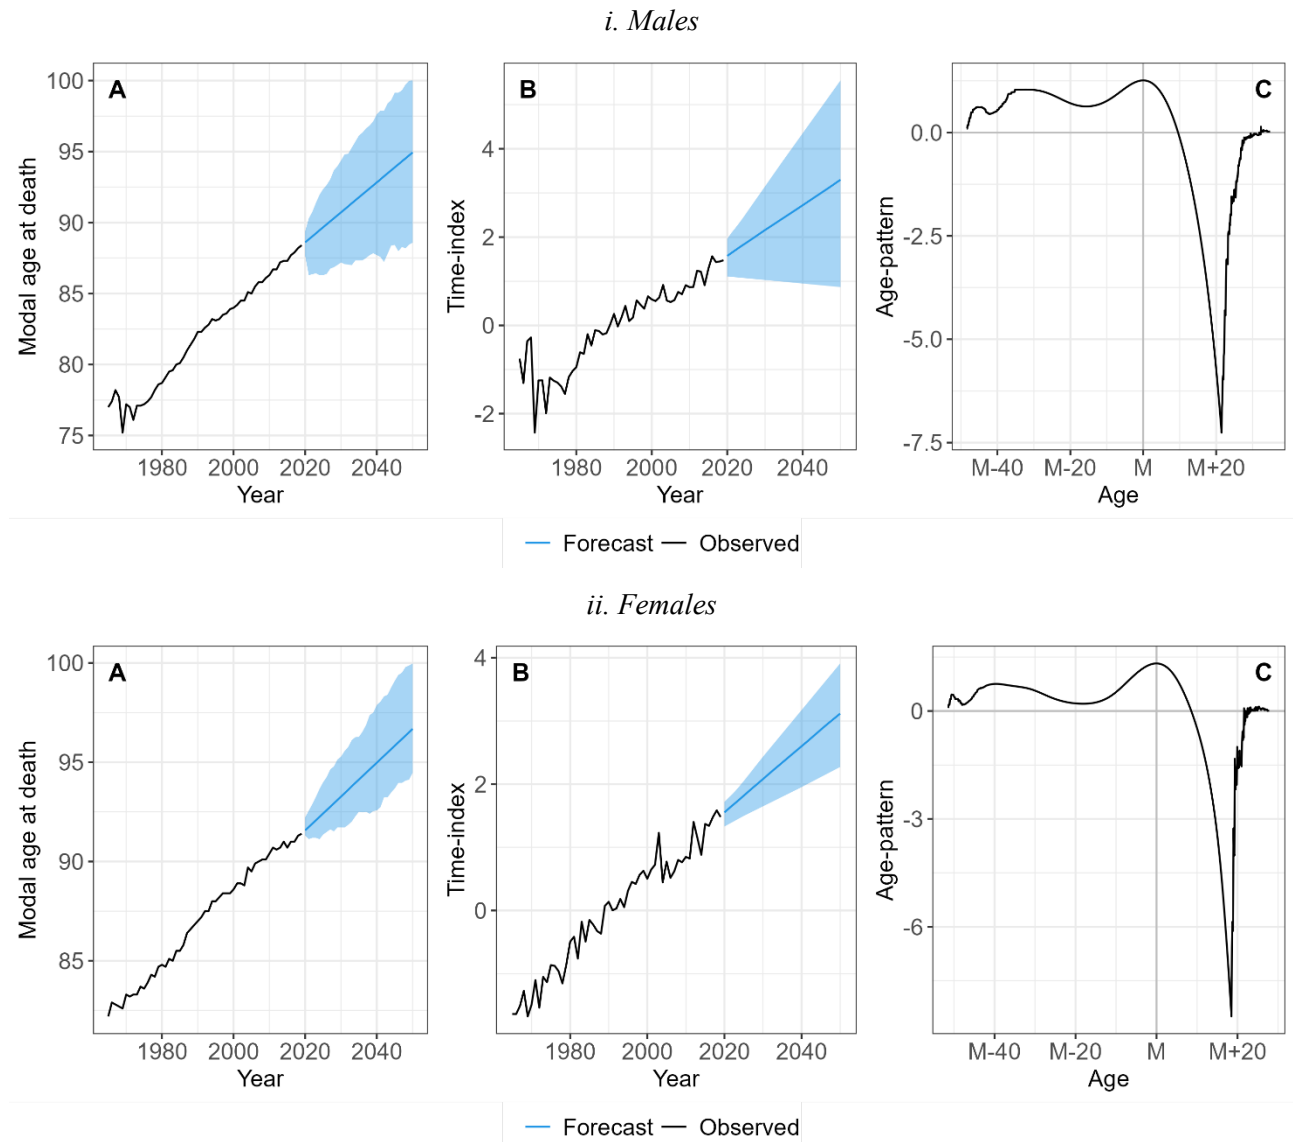 i. Males
A
100
95
90
85
80
75
Modal age at death
1980 2000 2020 2040
Year
B
4
2
0
-2
Time-index
1980 2000 2020 2040
Year
C
0.0
-2.5
-5.0
-7.5
Age-pattern
M-40 M-20 M M+20
Age
Forecast Observed
ii. Females
A
100
95
90
85
Modal age at death
1980 2000 2020 2040
Year
B
4
2
0
Time-index
1980 2000 2020 2040
Year
C
0
-3
-6
Age-pattern
M-40 M-20 M M+20
Age
Forecast Observed